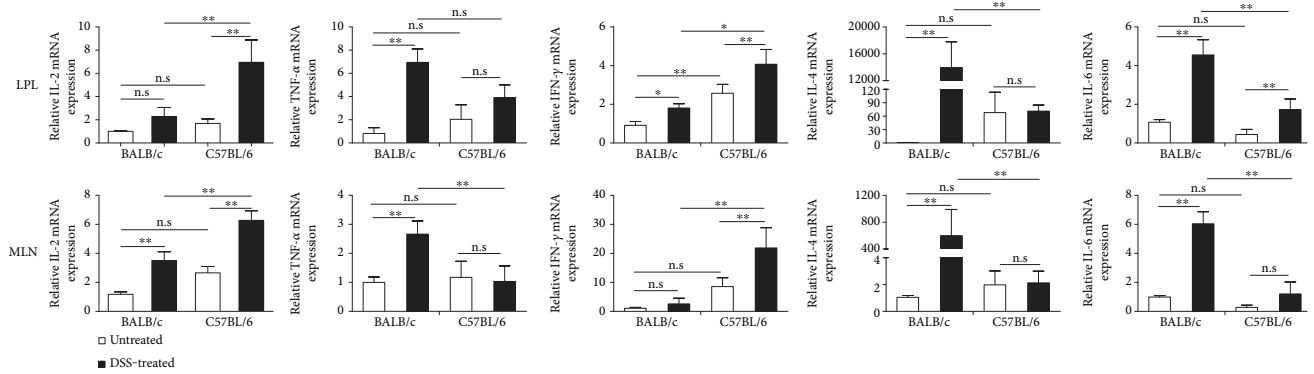 LPL
Relative IL-2 mRNA
expression
10
8
6
4
2
0
n.s
n.s
**
**
BALB/c
C57BL/6
Relative TNF-α mRNA
expression
10
8
6
4
2
0
**
n.s
n.s
n.s
BALB/c
C57BL/6
Relative IFN-γ mRNA
expression
6
4
2
0
*
**
**
*
BALB/c
C57BL/6
Relative IL-4 mRNA
expression
20000
18000
16000
14000
12000
120
90
60
30
0
**
n.s
n.s
**
BALB/c
C57BL/6
Relative IL-6 mRNA
expression
6
4
2
0
**
n.s
**
**
BALB/c
C57BL/6
MLN
Relative IL-2 mRNA
expression
8
6
4
2
0
**
n.s
**
**
BALB/c
C57BL/6
Relative TNF-α mRNA
expression
4
3
2
1
0
**
n.s
n.s
**
BALB/c
C57BL/6
Relative IFN-γ mRNA
expression
40
30
20
10
0
n.s
n.s
**
**
BALB/c
C57BL/6
Relative IL-4 mRNA
expression
1200
800
400
4
2
0
**
n.s
n.s
**
BALB/c
C57BL/6
Relative IL-6 mRNA
expression
8
6
4
2
0
**
n.s
n.s
**
BALB/c
C57BL/6
Untreated
DSS-treated